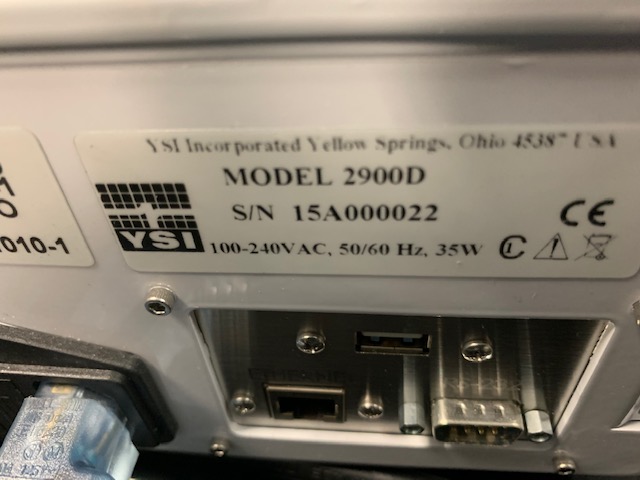 YSI Incorporated Yellow Springs, Ohio 4538" USA
MODEL 2900D
S/N 15A000022
YSI
100-240VAC, 50/60 Hz, 35W
CE
1
O
010-1